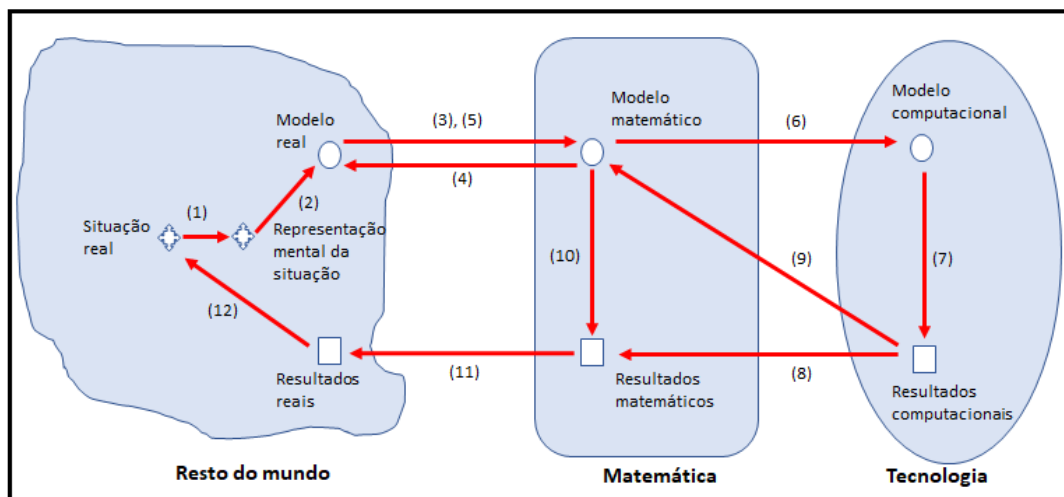 Modelo
real
(3), (5)
Modelo
matemático
(6)
Modelo
computacional
(4)
(2)
(1)
Situação
real
Representação
mental da
situação
(10)
(9)
(7)
(12)
Resultados
reais
(11)
Resultados
matemáticos
(8)
Resultados
computacionais
Resto do mundo
Matemática
Tecnologia